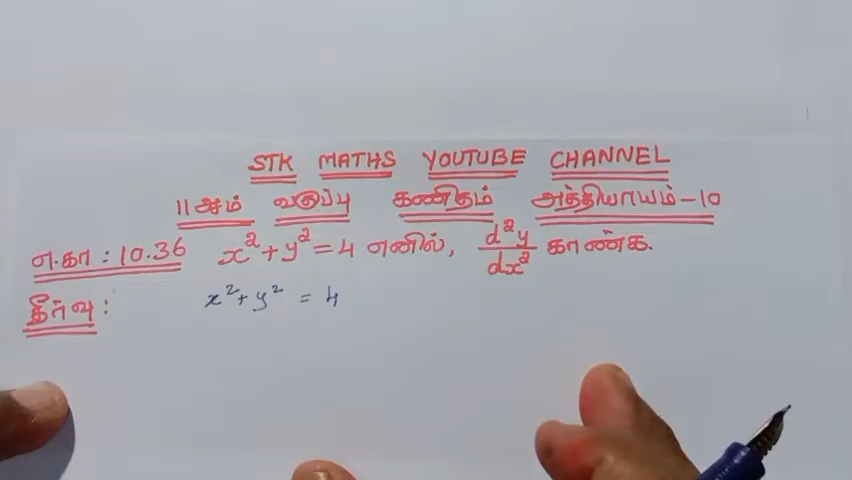 STK MATHS YOUTUBE CHANNEL
11ஆம் வகுப்பு கணிதம் அத்தியாயம் - 10
எ.கா : 10.36 x² + y² = 4 எனில், d²y/dx² காண்க.
தீர்வு : x² + y² = 4